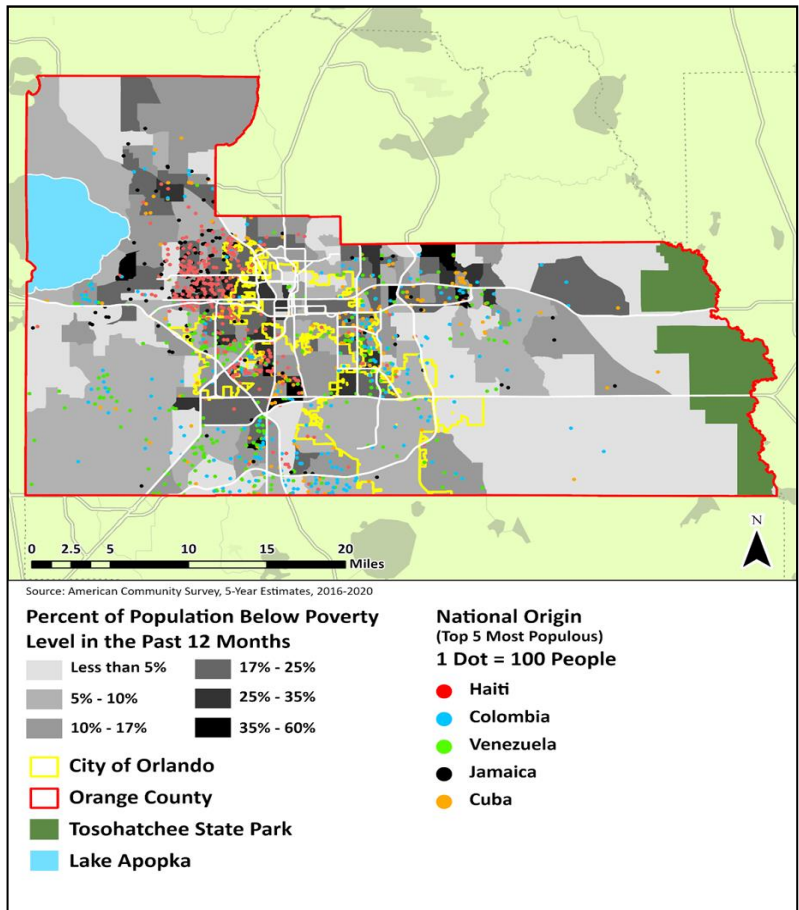 N
0 2.5 5 10 15 20
Miles
Source: American Community Survey, 5-Year Estimates, 2016-2020
Percent of Population Below Poverty
Level in the Past 12 Months
Less than 5%
5% - 10%
10% - 17%
17% - 25%
25% - 35%
35% - 60%
City of Orlando
Orange County
Tosohatchee State Park
Lake Apopka
National Origin
(Top 5 Most Populous)
1 Dot = 100 People
Haiti
Colombia
Venezuela
Jamaica
Cuba